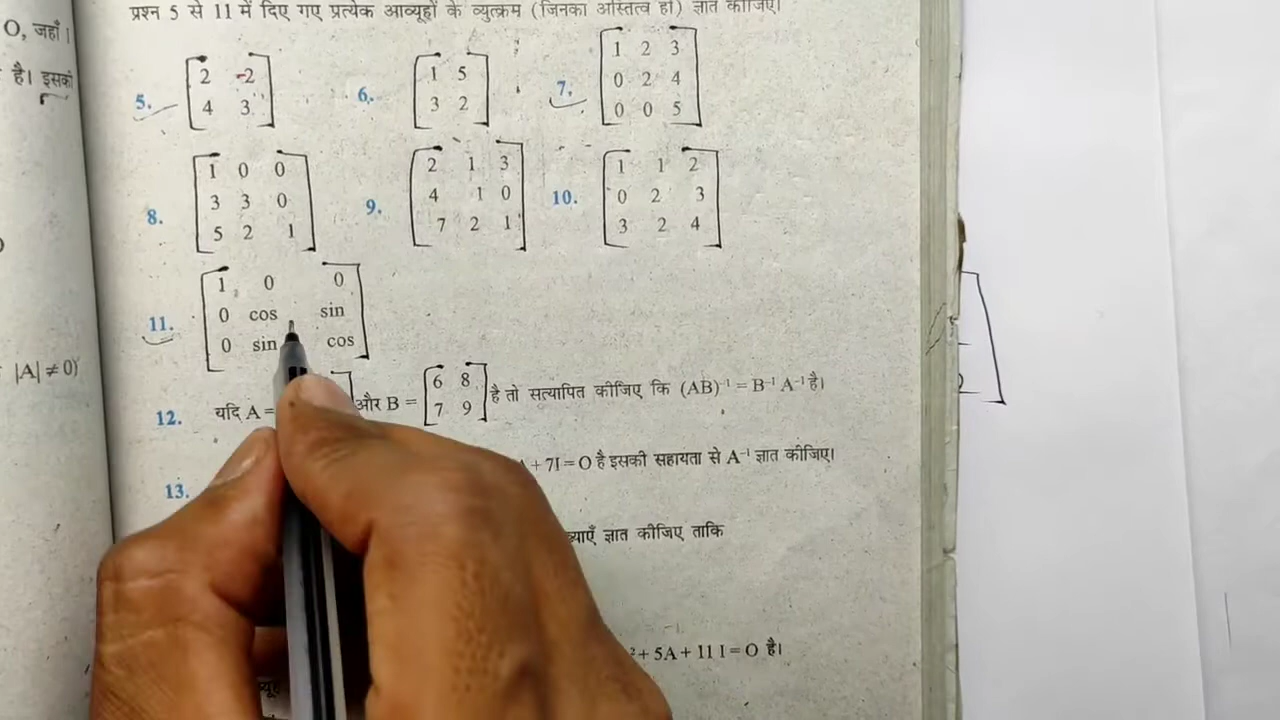 O, जहाँ।
है। इसकी
|A| ≠ 0)
प्रश्न 5 से 11 में दिए गए प्रत्येक आव्यूहों के व्युत्क्रम (जिनका अस्तित्व हो) ज्ञात कीजिए।
5. [2 -2
4 3]
6. [1 5
3 2]
7. [1 2 3
0 2 4
0 0 5]
8. [1 0 0
3 3 0
5 2 1]
9. [2 1 3
4 1 0
7 2 1]
10. [1 1 2
0 2 3
3 2 4]
11. [1 0 0
0 cos sin
0 sin cos]
12. यदि A = और B = [6 8
7 9] है तो सत्यापित कीजिए कि (AB)⁻¹ = B⁻¹ A⁻¹ है।
13. + 7I = O है इसकी सहायता से A⁻¹ ज्ञात कीजिए।
ज्ञात कीजिए ताकि
² + 5A + 11 I = O है।